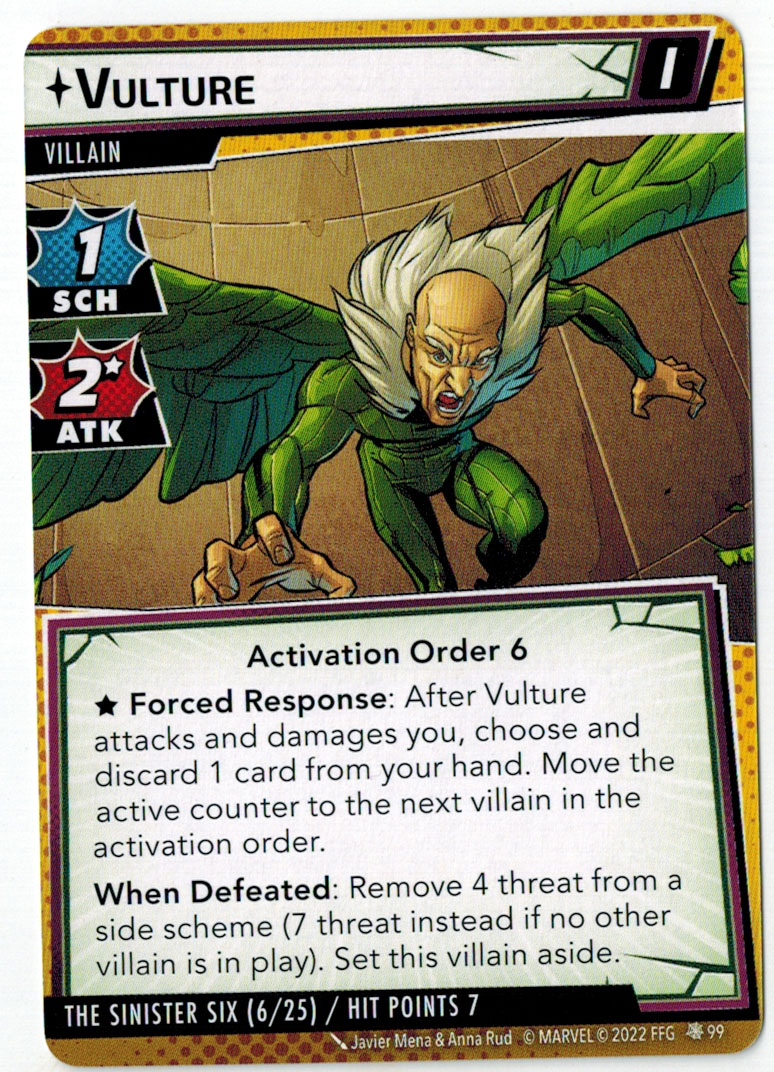 VULTURE
I
VILLAIN
1
SCH
2★
ATK
Activation Order 6
★ Forced Response: After Vulture
attacks and damages you, choose and
discard 1 card from your hand. Move the
active counter to the next villain in the
activation order.
When Defeated: Remove 4 threat from a
side scheme (7 threat instead if no other
villain is in play). Set this villain aside.
THE SINISTER SIX (6/25) / HIT POINTS 7
Javier Mena & Anna Rud © MARVEL © 2022 FFG 99